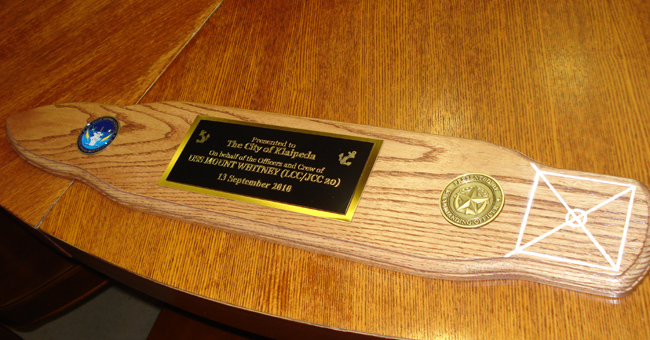 Presented to
The City of Klaipeda
On behalf of the Officers and Crew of
USS MOUNT WHITNEY (LCC/JCC 20)
13 September 2016